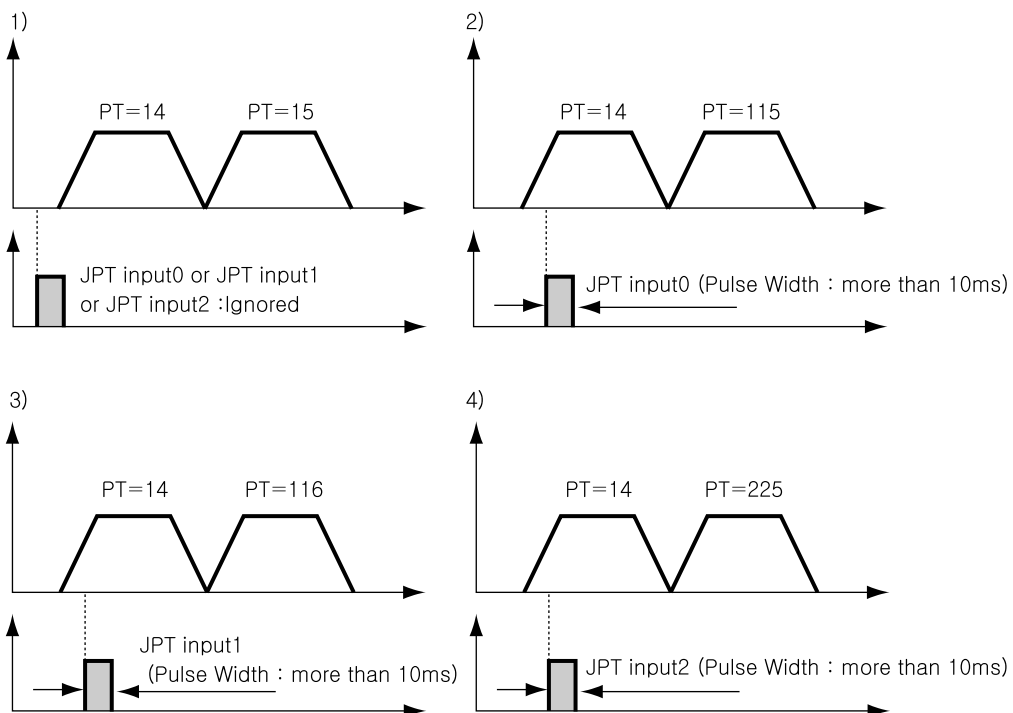 1)
PT=14
PT=15
JPT input0 or JPT input1
or JPT input2 :Ignored
2)
PT=14
PT=115
JPT input0 (Pulse Width : more than 10ms)
3)
PT=14
PT=116
JPT input1
(Pulse Width : more than 10ms)
4)
PT=14
PT=225
JPT input2 (Pulse Width : more than 10ms)